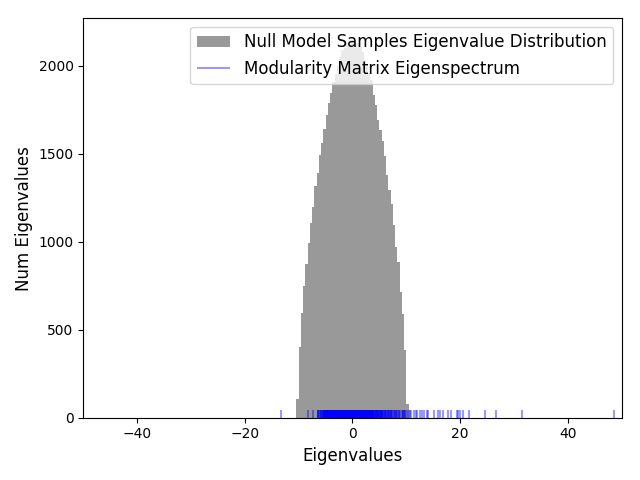 Null Model Samples Eigenvalue Distribution
Modularity Matrix Eigenspectrum
2000
1500
1000
500
0
Num Eigenvalues
−40 −20 0 20 40
Eigenvalues